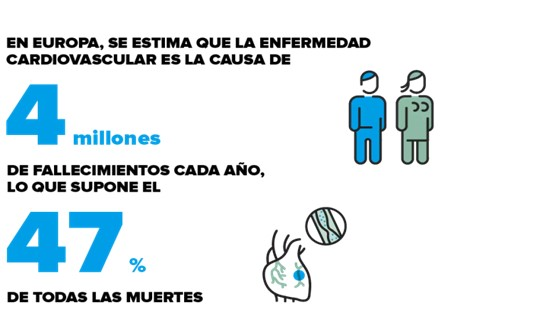 EN EUROPA, SE ESTIMA QUE LA ENFERMEDAD
CARDIOVASCULAR ES LA CAUSA DE
4 millones
DE FALLECIMIENTOS CADA AÑO,
LO QUE SUPONE EL
47 %
DE TODAS LAS MUERTES